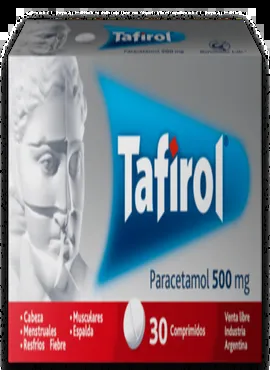 Tafirol
Paracetamol 500 mg
Tafirol®
Paracetamol 500 mg
•Cabeza
•Menstruales
•Resfríos Fiebre
•Musculares
•Espalda
30 Comprimidos
Venta libre
Industria
Argentina